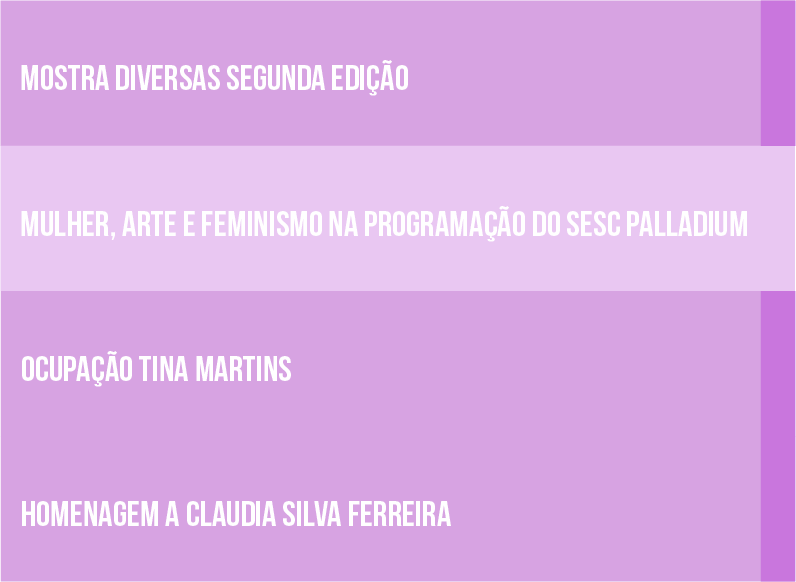 MOSTRA DIVERSAS SEGUNDA EDIÇÃO
MULHER, ARTE E FEMINISMO NA PROGRAMAÇÃO DO SESC PALLADIUM
OCUPAÇÃO TINA MARTINS
HOMENAGEM A CLAUDIA SILVA FERREIRA